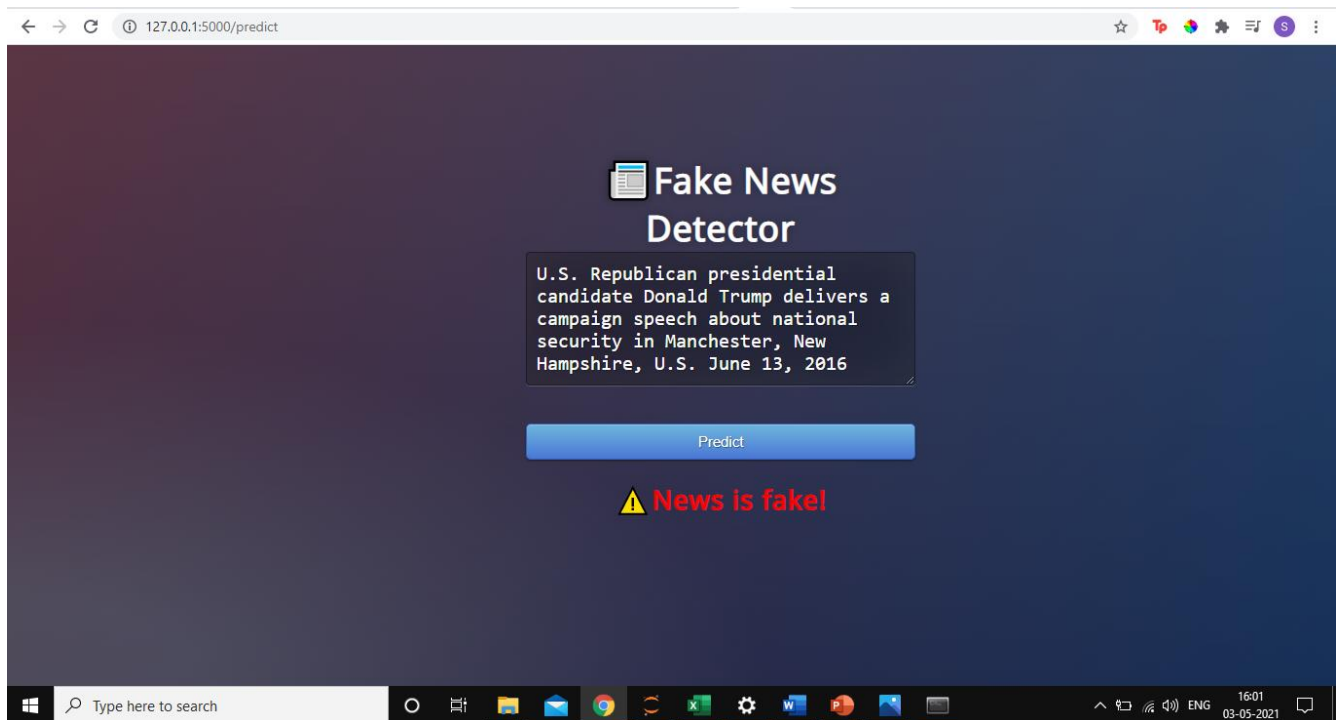 127.0.0.1:5000/predict
Tp
S
Fake News
Detector
U.S. Republican presidential
candidate Donald Trump delivers a
campaign speech about national
security in Manchester, New
Hampshire, U.S. June 13, 2016
Predict
News is fake!
Type here to search
ENG
16:01
03-05-2021